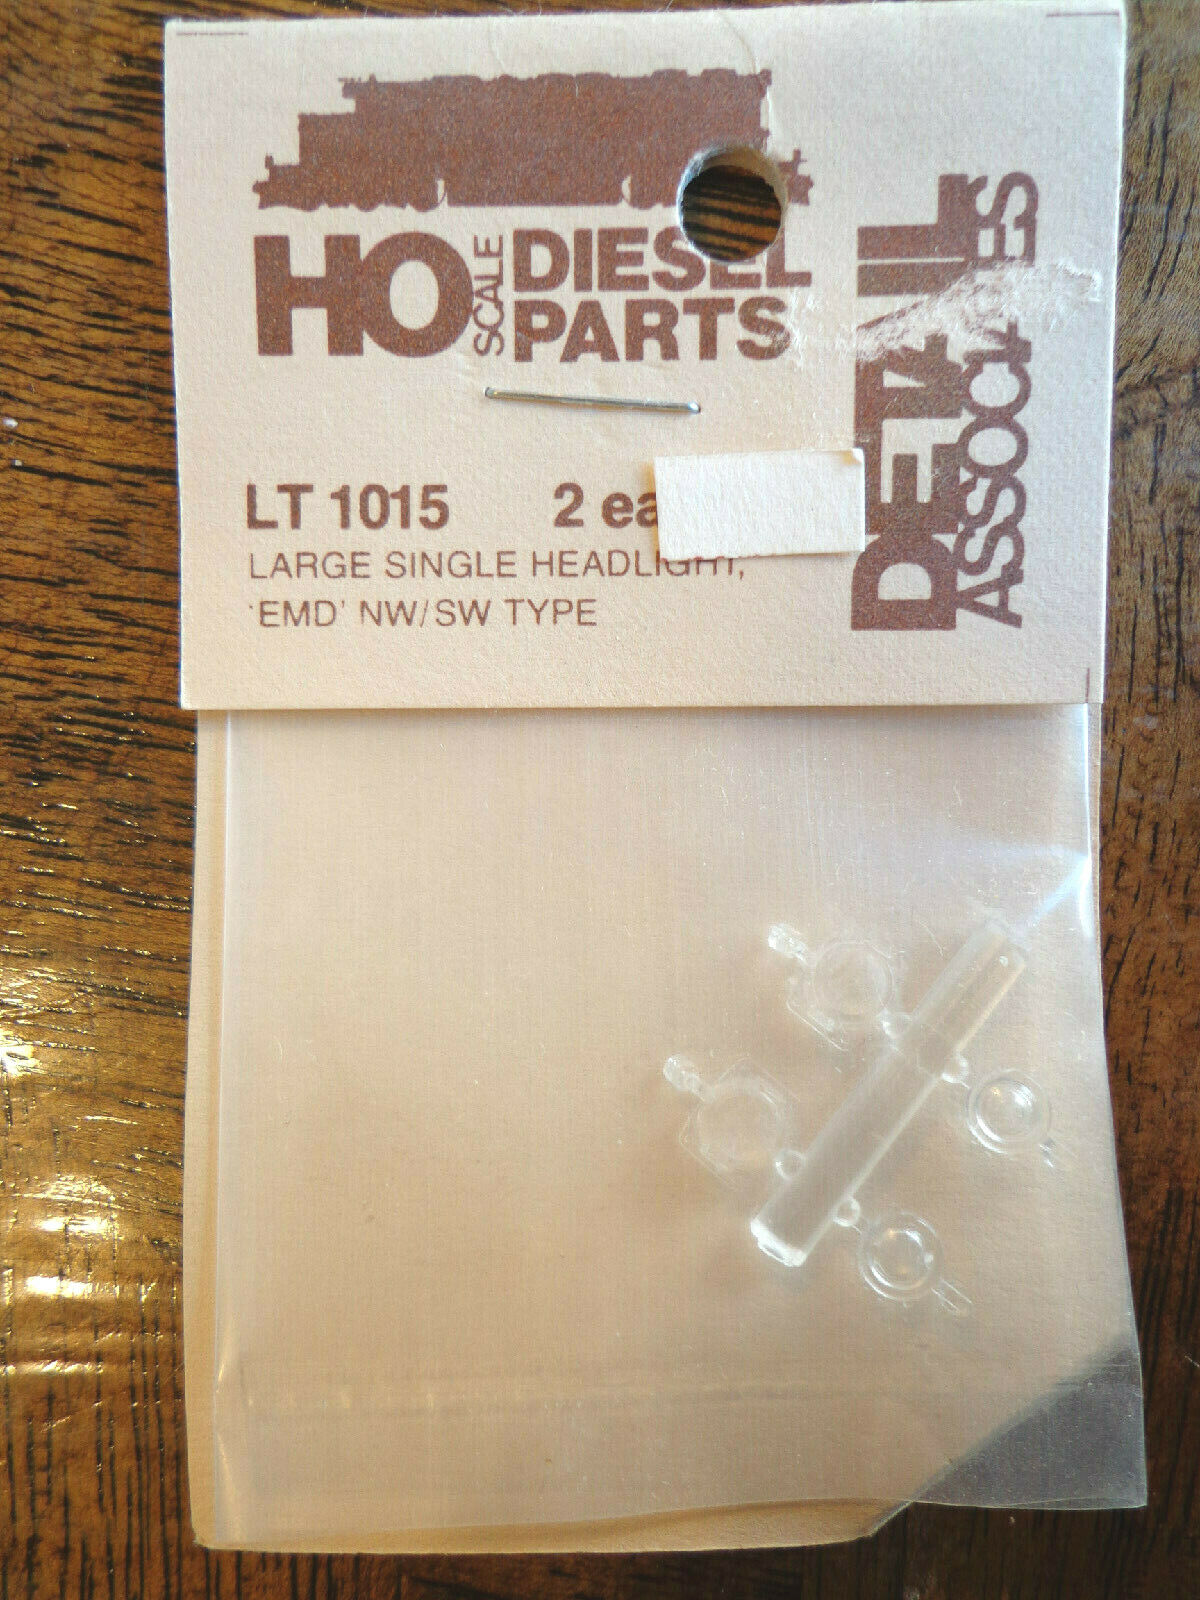 HO SCALE DIESEL
PARTS
DETAIL
ASSOCIATES
LT 1015 2 ea
LARGE SINGLE HEADLIGHT,
'EMD' NW/SW TYPE